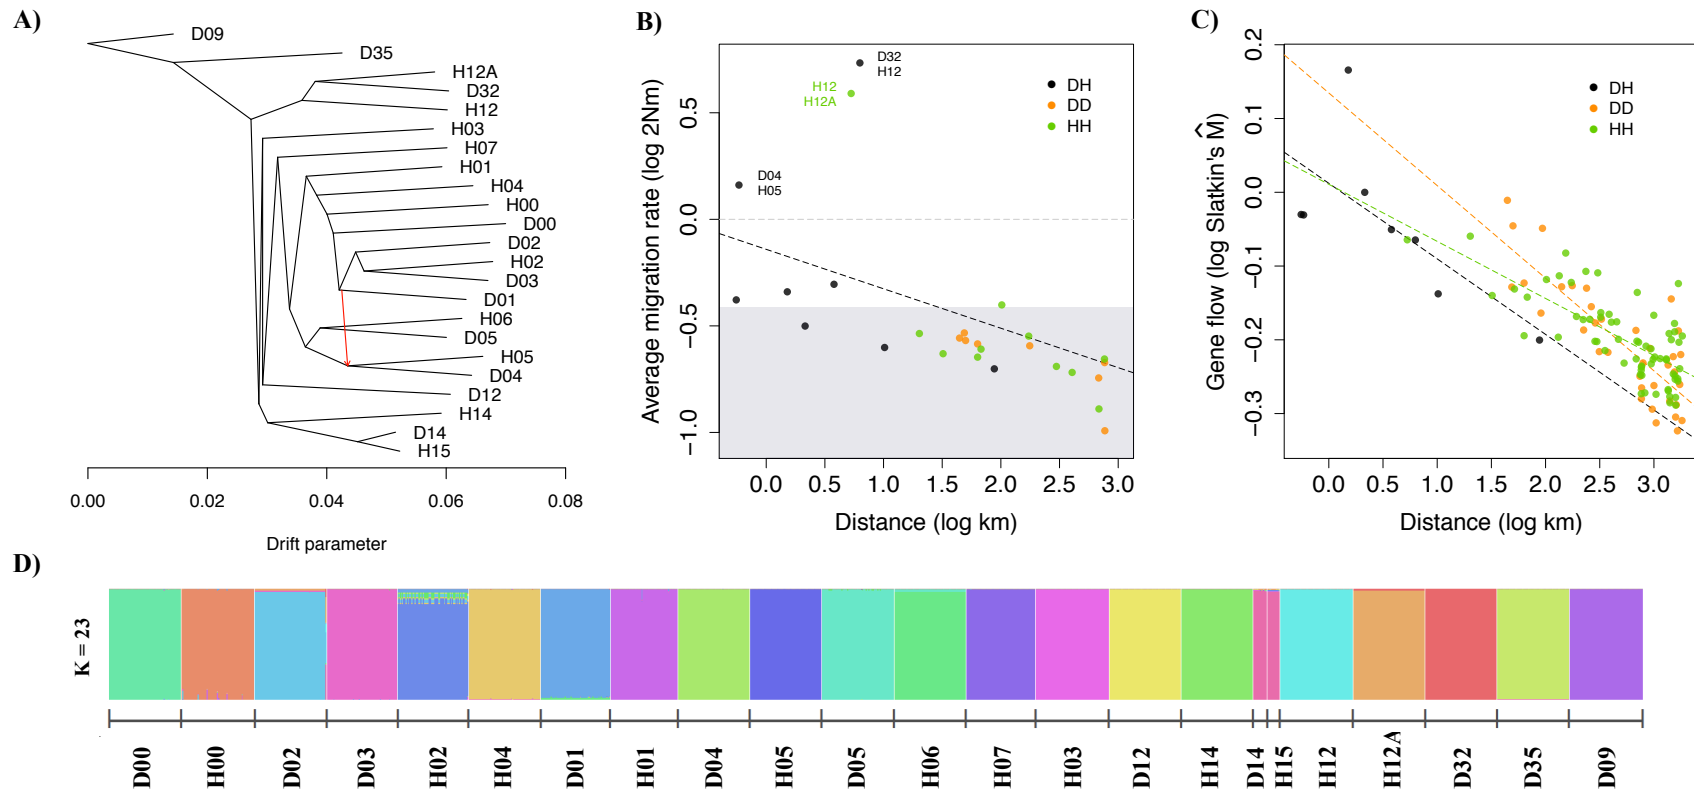 A)
D09
D35
H12A
D32
H12
H03
H07
H01
H04
H00
D00
D02
H02
D03
D01
H06
D05
H05
D04
D12
H14
D14
H15
0.00 0.02 0.04 0.06 0.08
Drift parameter
B)
Average migration rate (log 2Nm)
0.5
0.0
−0.5
−1.0
D32
H12
H12
H12A
D04
H05
DH
DD
HH
0.0 0.5 1.0 1.5 2.0 2.5 3.0
Distance (log km)
C)
Gene flow (log Slatkin's M̂)
0.2
0.1
0.0
−0.1
−0.2
−0.3
DH
DD
HH
0.0 0.5 1.0 1.5 2.0 2.5 3.0
Distance (log km)
D)
K = 23
D00 H00 D02 D03 H02 H04 D01 H01 D04 H05 D05 H06 H07 H03 D12 H14 D14 H15 H12 H12A D32 D35 D09